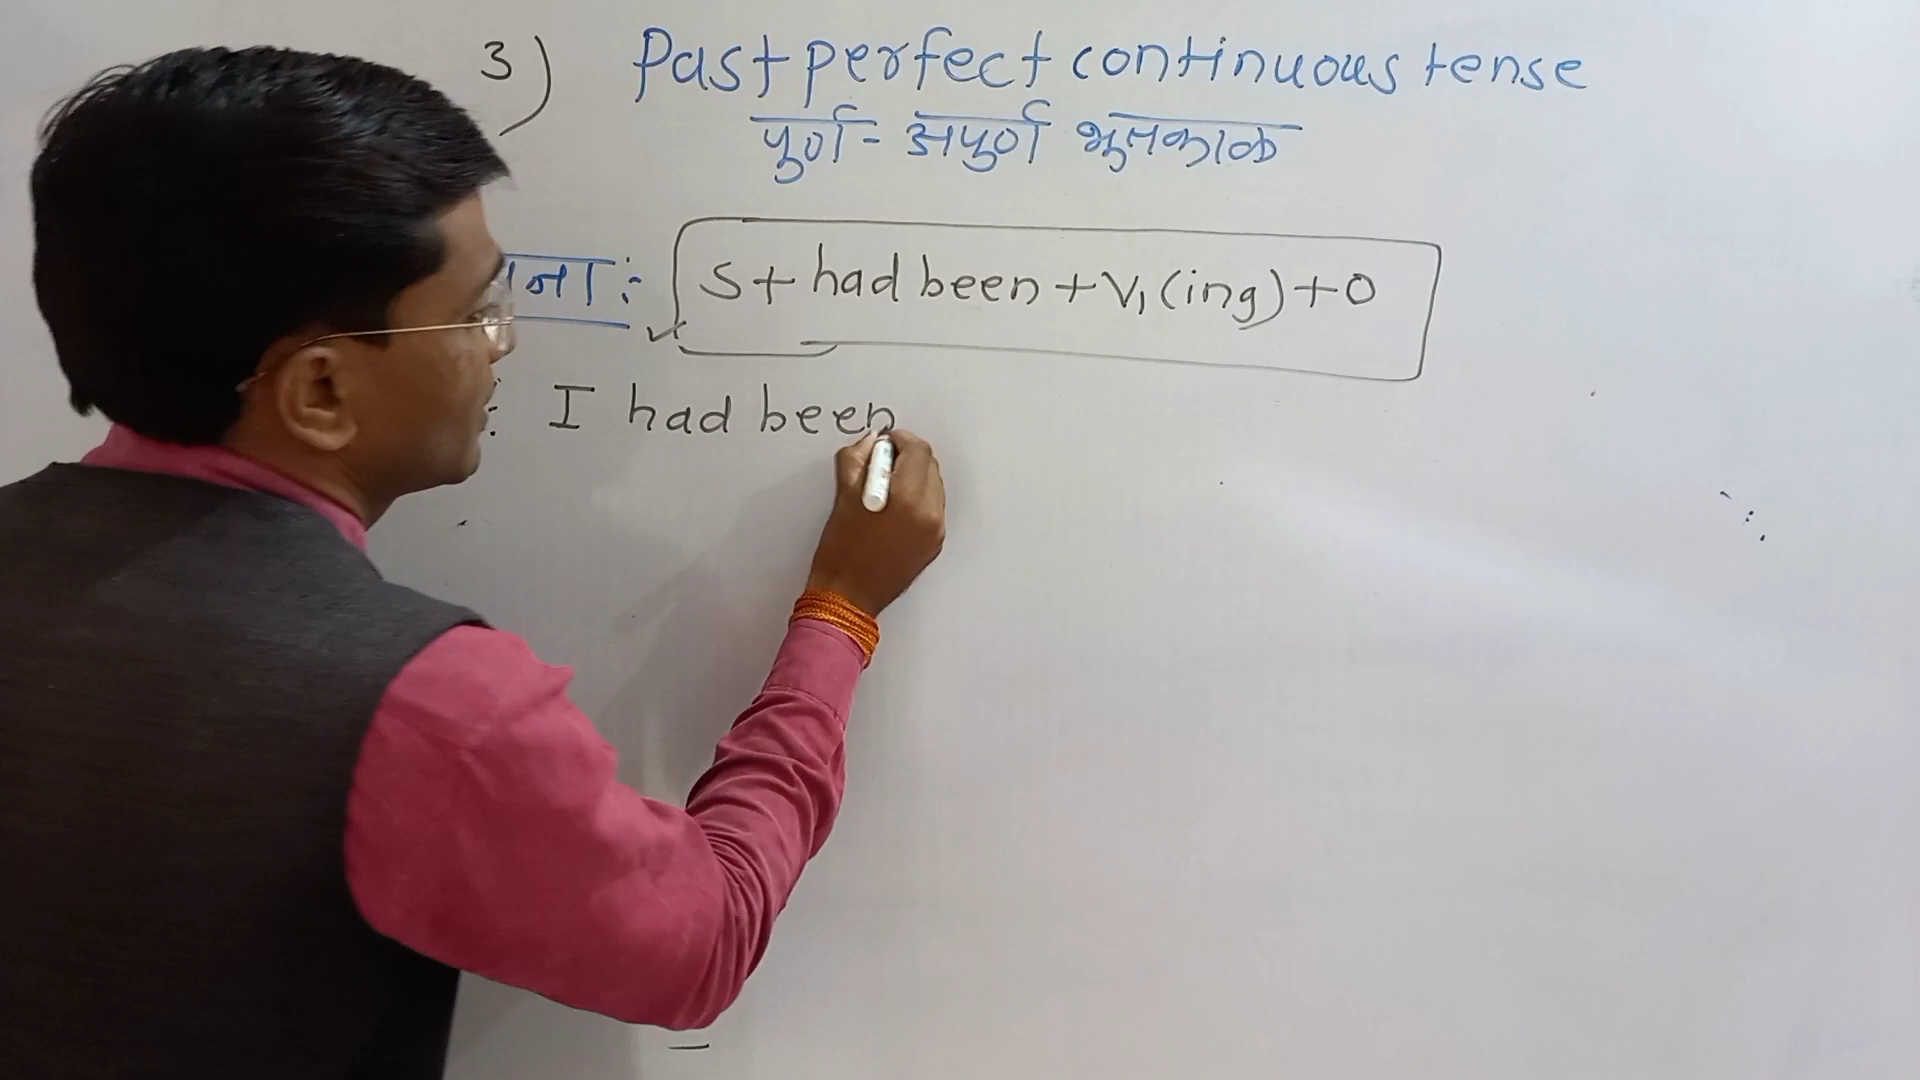 3) Past perfect continuous tense
पुर्ण - अपुर्ण भुतकाळ
S + had been + V₁ (ing) + O
I had been